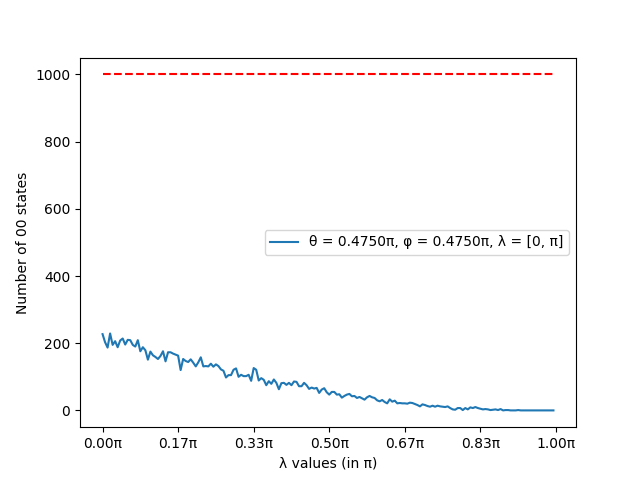 1000
800
600
400
200
0
Number of 00 states
θ = 0.4750π, φ = 0.4750π, λ = [0, π]
0.00π 0.17π 0.33π 0.50π 0.67π 0.83π 1.00π
λ values (in π)